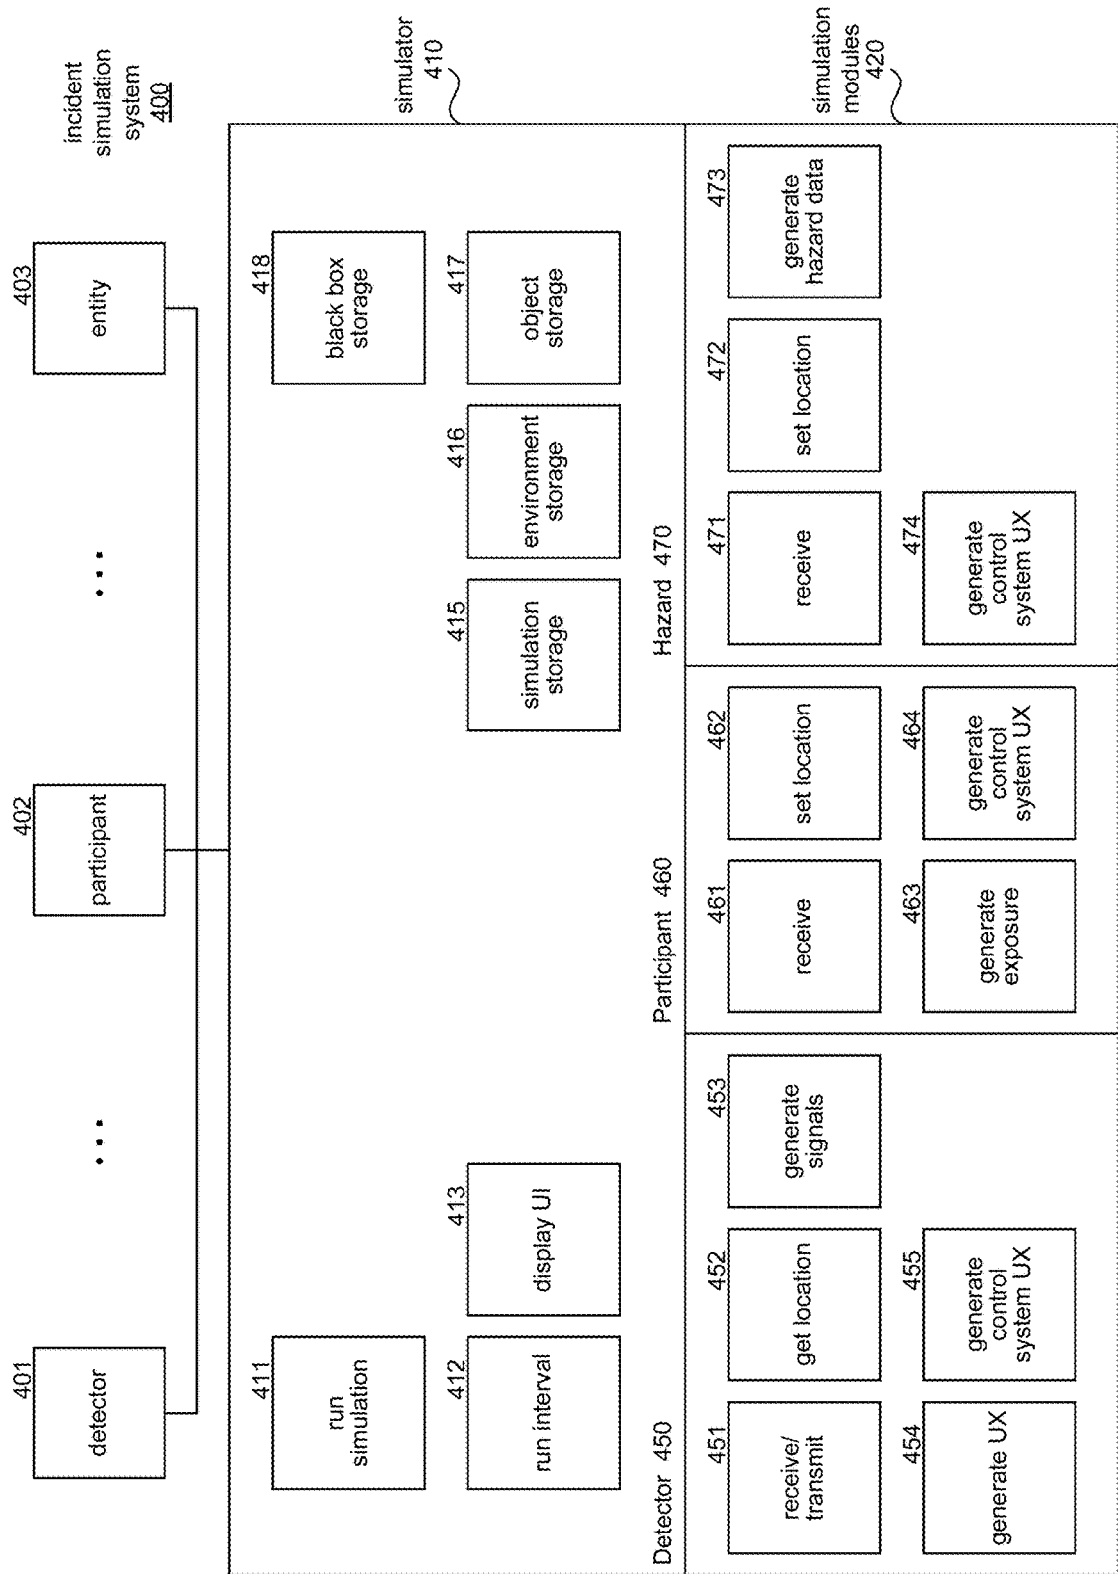 incident
simulation
system
400
401
detector
402
participant
403
entity
simulator
410
411
run
simulation
418
black box
storage
412
run interval
413
display UI
415
simulation
storage
416
environment
storage
417
object
storage
simulation
modules
420
Detector 450
451
receive/
transmit
452
get location
453
generate
signals
454
generate UX
455
generate
control
system UX
Participant 460
461
receive
462
set location
463
generate
exposure
464
generate
control
system UX
Hazard 470
471
receive
472
set location
473
generate
hazard data
474
generate
control
system UX